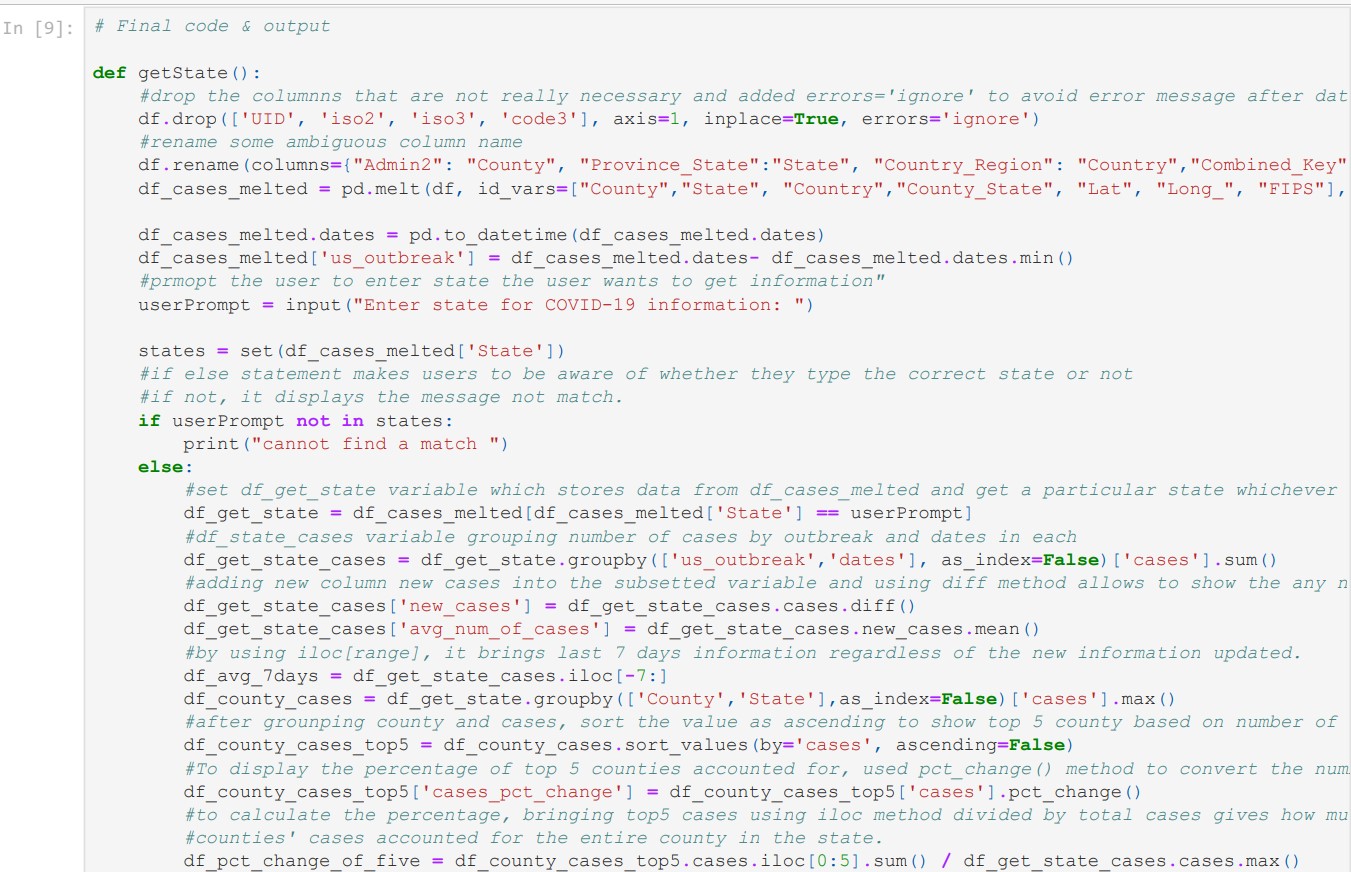 In [9]:
# Final code & output
def getState():
#drop the columnns that are not really necessary and added errors='ignore' to avoid error message after dat
df.drop(['UID', 'iso2', 'iso3', 'code3'], axis=1, inplace=True, errors='ignore')
#rename some ambiguous column name
df.rename(columns={"Admin2": "County", "Province_State":"State", "Country_Region": "Country","Combined_Key"
df_cases_melted = pd.melt(df, id_vars=["County","State", "Country","County_State", "Lat", "Long_", "FIPS"],
df_cases_melted.dates = pd.to_datetime(df_cases_melted.dates)
df_cases_melted['us_outbreak'] = df_cases_melted.dates- df_cases_melted.dates.min()
#prmopt the user to enter state the user wants to get information"
userPrompt = input("Enter state for COVID-19 information: ")
states = set(df_cases_melted['State'])
#if else statement makes users to be aware of whether they type the correct state or not
#if not, it displays the message not match.
if userPrompt not in states:
print("cannot find a match ")
else:
#set df_get_state variable which stores data from df_cases_melted and get a particular state whichever
df_get_state = df_cases_melted[df_cases_melted['State'] == userPrompt]
#df_state_cases variable grouping number of cases by outbreak and dates in each
df_get_state_cases = df_get_state.groupby(['us_outbreak','dates'], as_index=False)['cases'].sum()
#adding new column new cases into the subsetted variable and using diff method allows to show the any n
df_get_state_cases['new_cases'] = df_get_state_cases.cases.diff()
df_get_state_cases['avg_num_of_cases'] = df_get_state_cases.new_cases.mean()
#by using iloc[range], it brings last 7 days information regardless of the new information updated.
df_avg_7days = df_get_state_cases.iloc[-7:]
df_county_cases = df_get_state.groupby(['County','State'],as_index=False)['cases'].max()
#after grounping county and cases, sort the value as ascending to show top 5 county based on number of
df_county_cases_top5 = df_county_cases.sort_values(by='cases', ascending=False)
#To display the percentage of top 5 counties accounted for, used pct_change() method to convert the num
df_county_cases_top5['cases_pct_change'] = df_county_cases_top5['cases'].pct_change()
#to calculate the percentage, bringing top5 cases using iloc method divided by total cases gives how mu
#counties' cases accounted for the entire county in the state.
df_pct_change_of_five = df_county_cases_top5.cases.iloc[0:5].sum() / df_get_state_cases.cases.max()